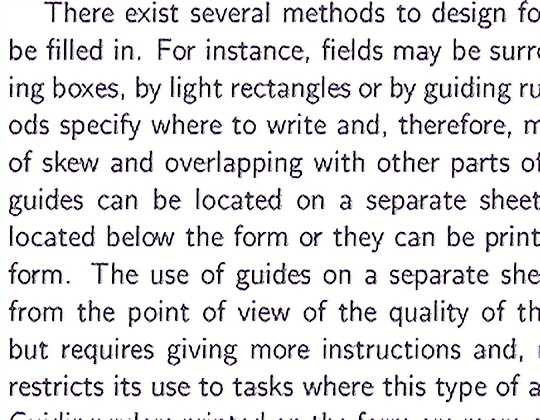 There exist several methods to design fo
be filled in. For instance, fields may be surro
ing boxes, by light rectangles or by guiding ru
ods specify where to write and, therefore, m
of skew and overlapping with other parts of
guides can be located on a separate sheet
located below the form or they can be print
form. The use of guides on a separate she
from the point of view of the quality of th
but requires giving more instructions and,
restricts its use to tasks where this type of a